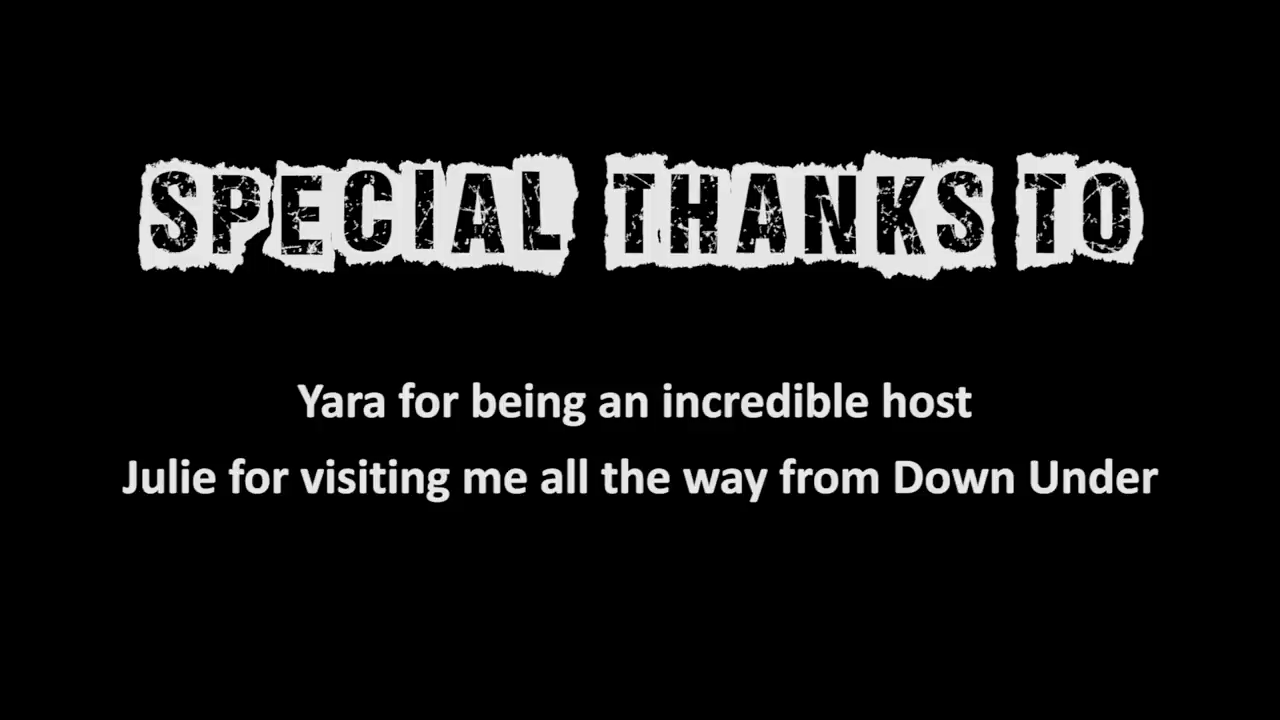 SPECIAL THANKS TO
Yara for being an incredible host
Julie for visiting me all the way from Down Under